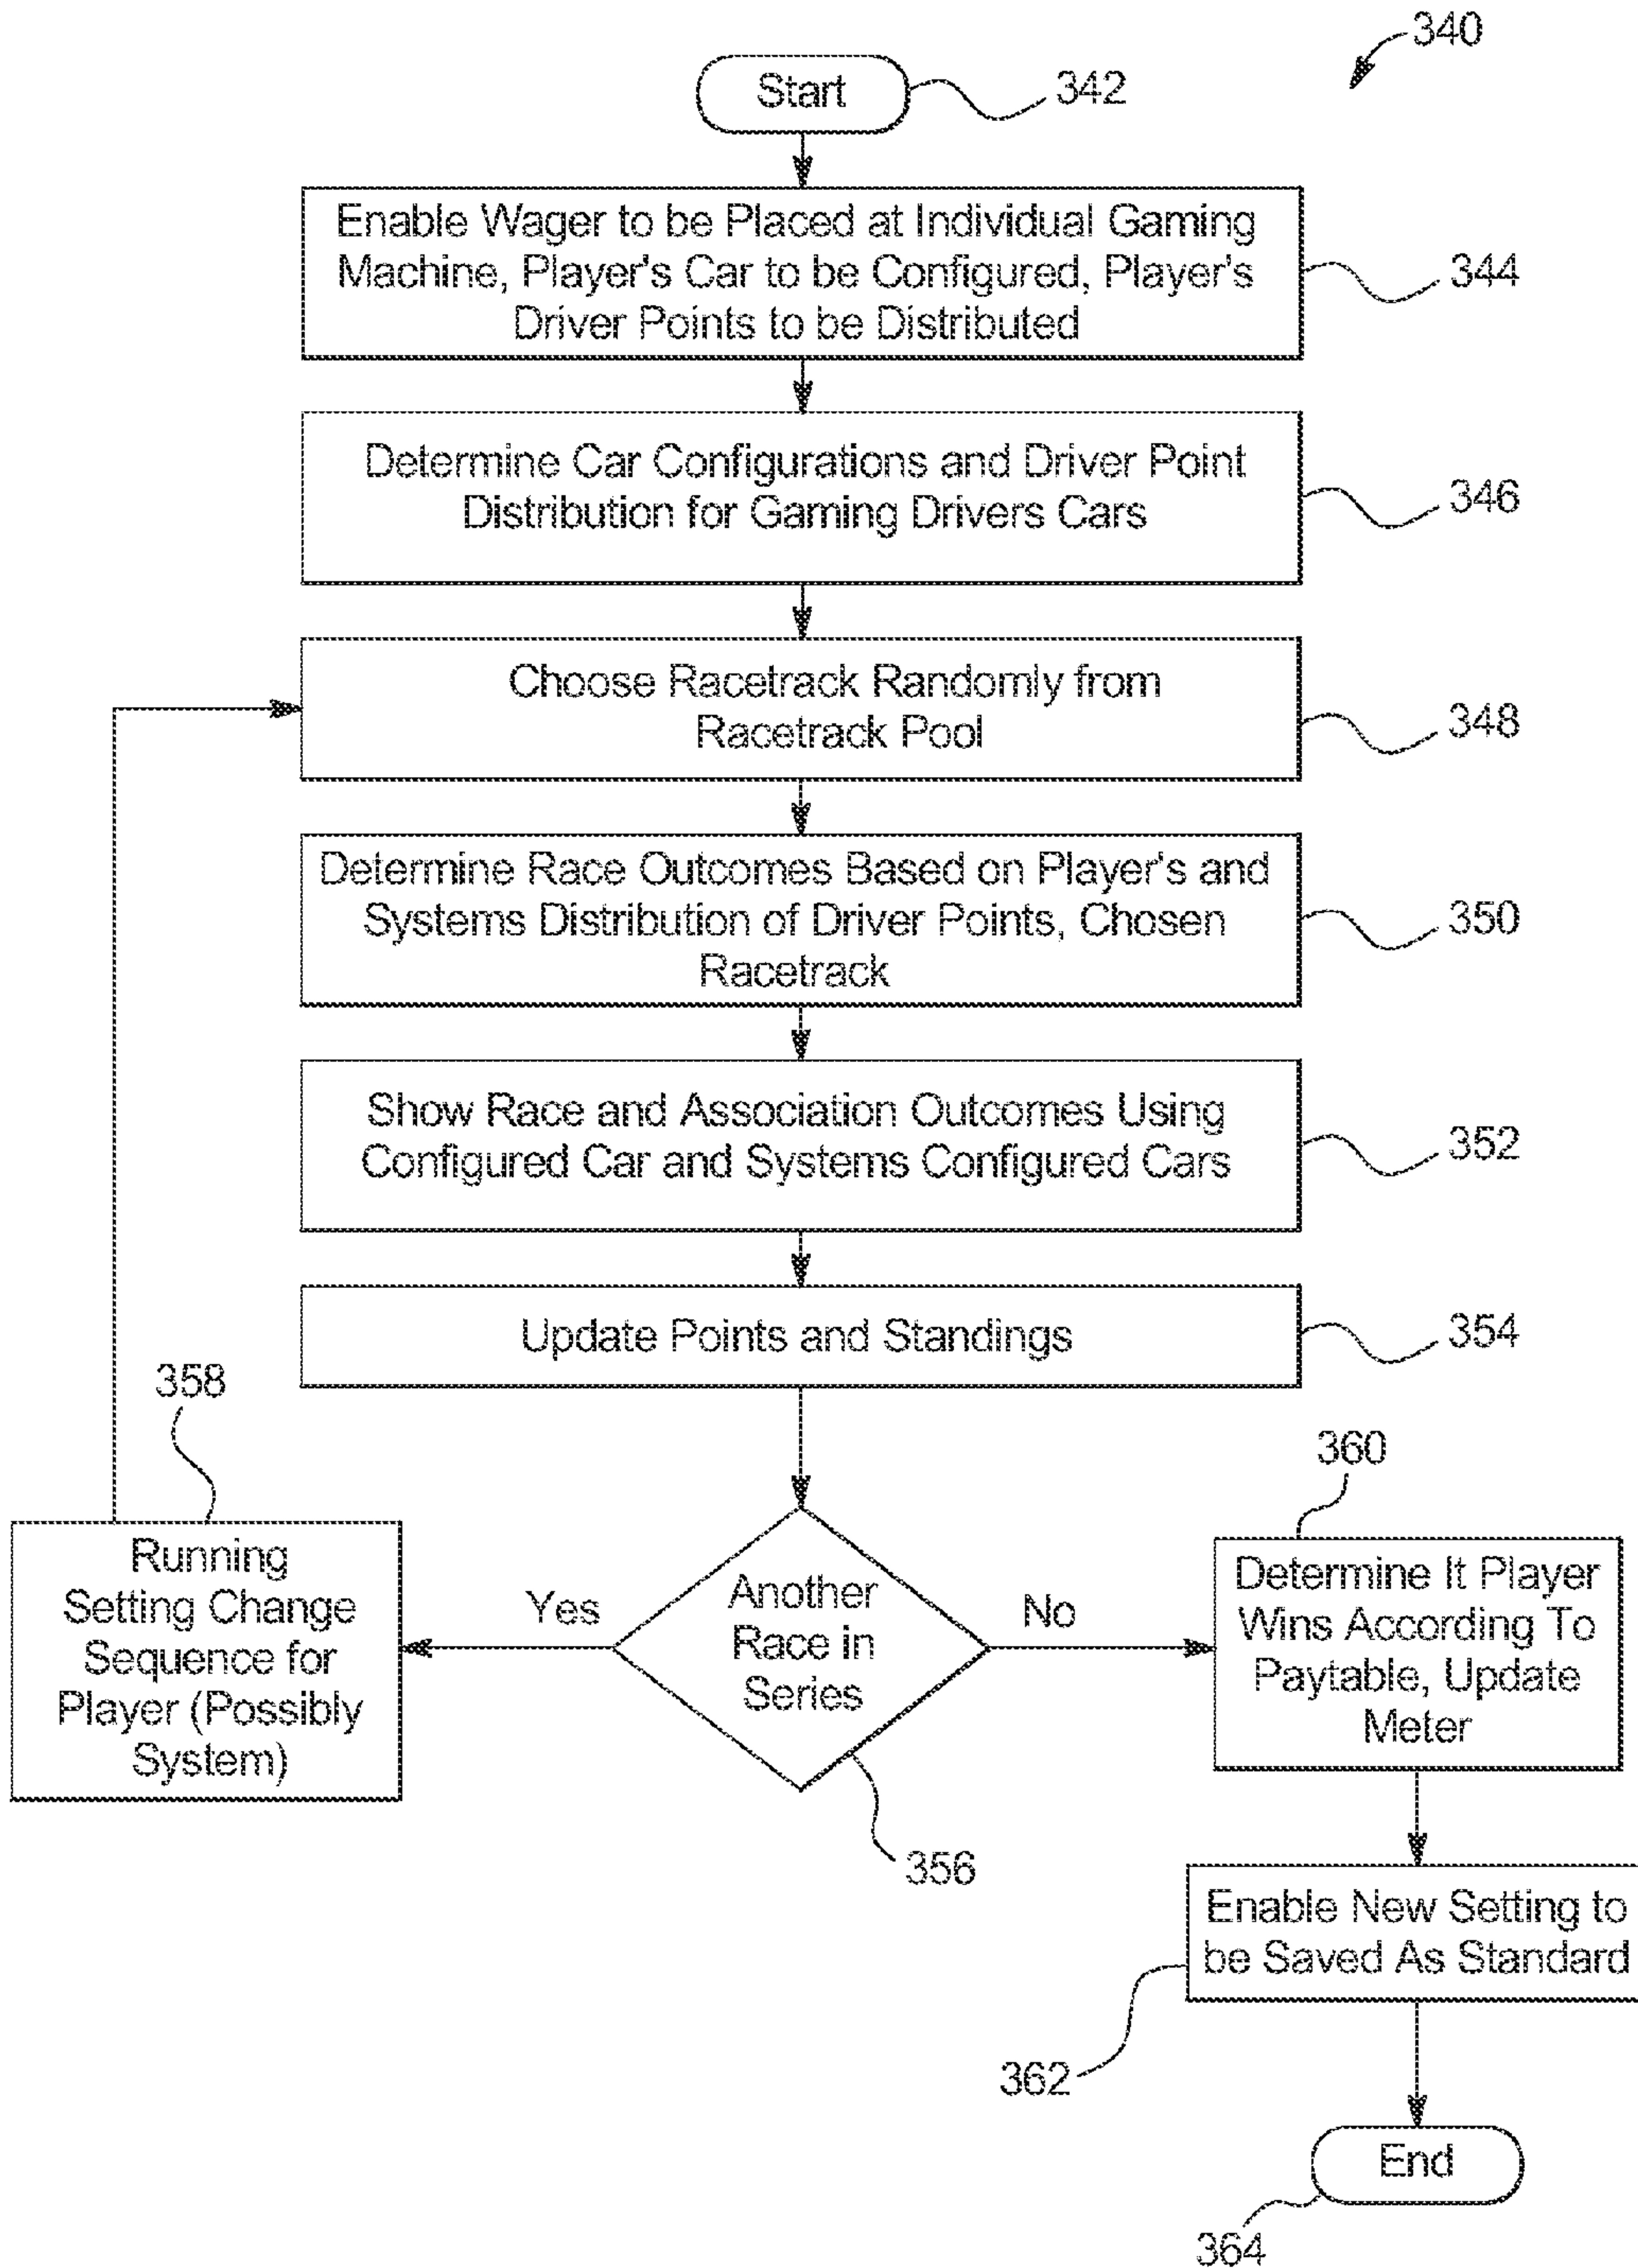 340
Start
342
Enable Wager to be Placed at Individual Gaming
Machine, Player's Car to be Configured, Player's
Driver Points to be Distributed
344
Determine Car Configurations and Driver Point
Distribution for Gaming Drivers Cars
346
Choose Racetrack Randomly from
Racetrack Pool
348
Determine Race Outcomes Based on Player's and
Systems Distribution of Driver Points, Chosen
Racetrack
350
Show Race and Association Outcomes Using
Configured Car and Systems Configured Cars
352
Update Points and Standings
354
358
Running
Setting Change
Sequence for
Player (Possibly
System)
Yes
Another
Race in
Series
356
No
360
Determine It Player
Wins According To
Paytable, Update
Meter
Enable New Setting to
be Saved As Standard
362
End
364